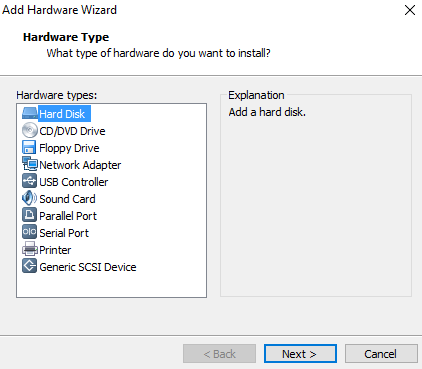 Add Hardware Wizard
Hardware Type
What type of hardware do you want to install?
Hardware types:
Hard Disk
CD/DVD Drive
Floppy Drive
Network Adapter
USB Controller
Sound Card
Parallel Port
Serial Port
Printer
Generic SCSI Device
Explanation
Add a hard disk.
< Back
Next >
Cancel